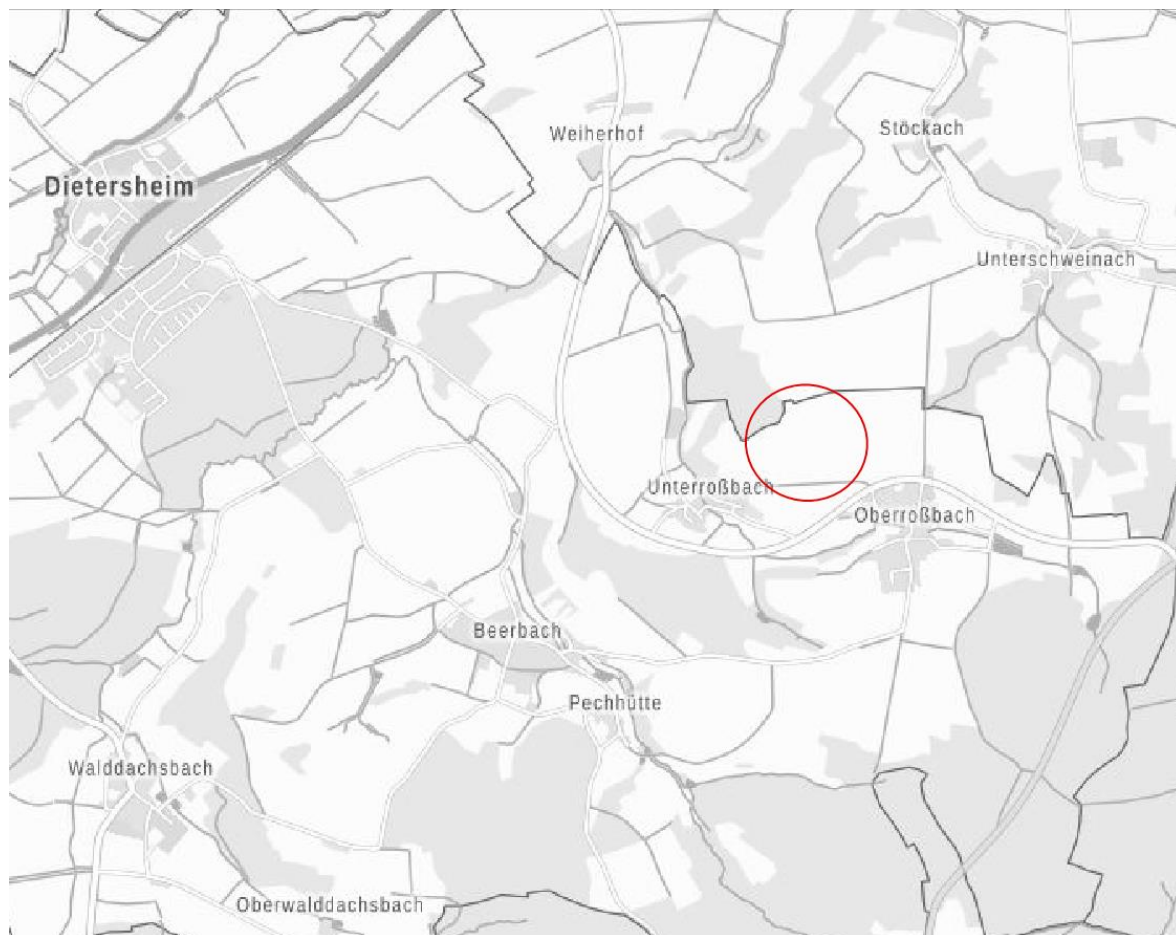 Weiherhof
Stöckach
Dietersheim
Unterschweinach
Unterroßbach
Oberroßbach
Beerbach
Pechhütte
Walddachsbach
Oberwalddachsbach